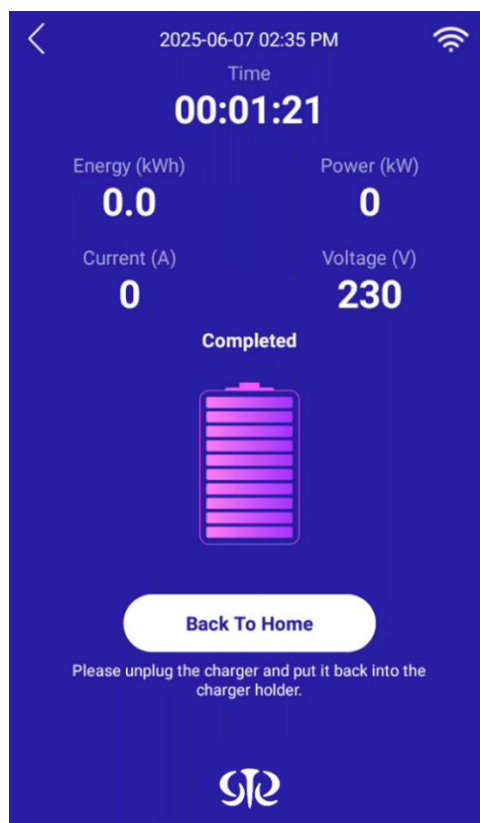 2025-06-07 02:35 PM
Time
00:01:21
Energy (kWh)
Power (kW)
0.0
0
Current (A)
Voltage (V)
0
230
Completed
Back To Home
Please unplug the charger and put it back into the
charger holder.